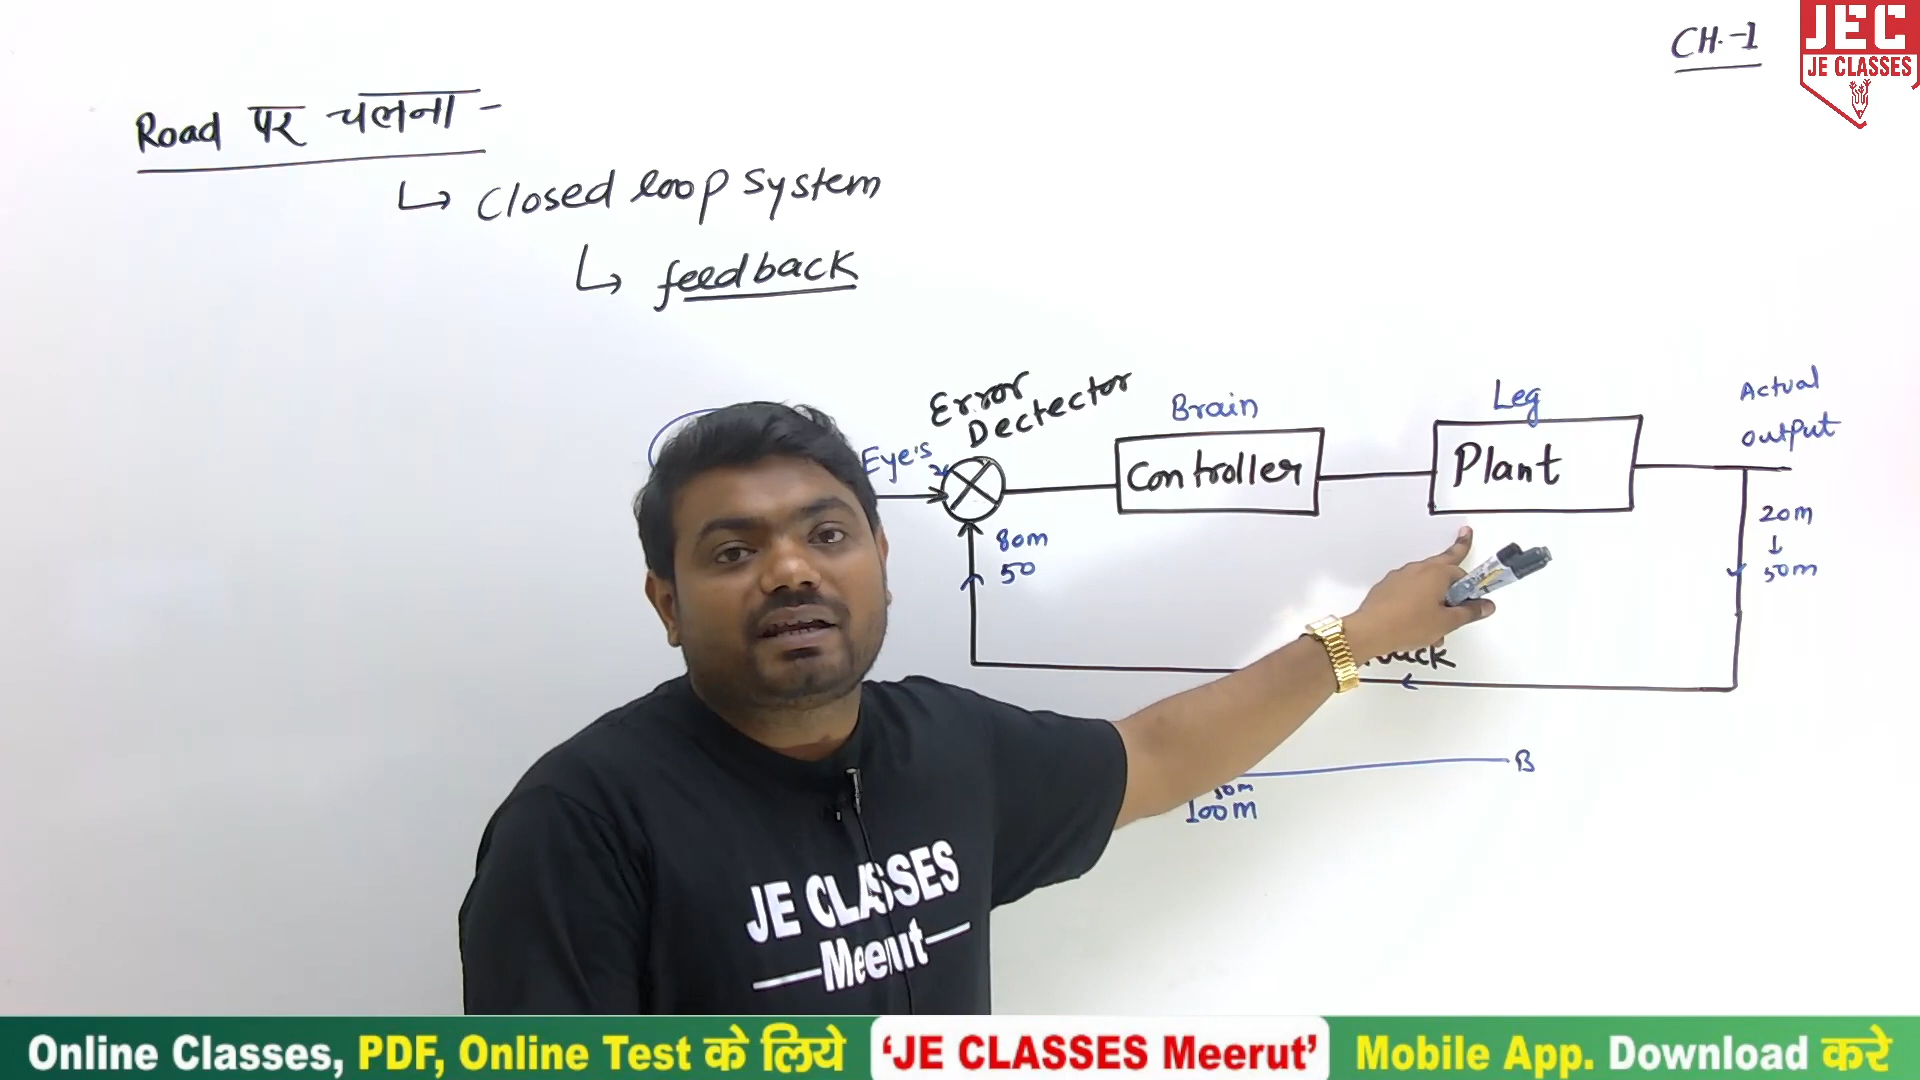 CH.-1
JEC
JE CLASSES
Road पर चलना -
Closed loop system
feedback
Error
Dectector
Eye's
Brain
Controller
Leg
Plant
Actual
output
80m
50
20m
50m
B
100m
JE CLASSES
Meerut
Online Classes, PDF, Online Test के लिये 'JE CLASSES Meerut' Mobile App. Download करे